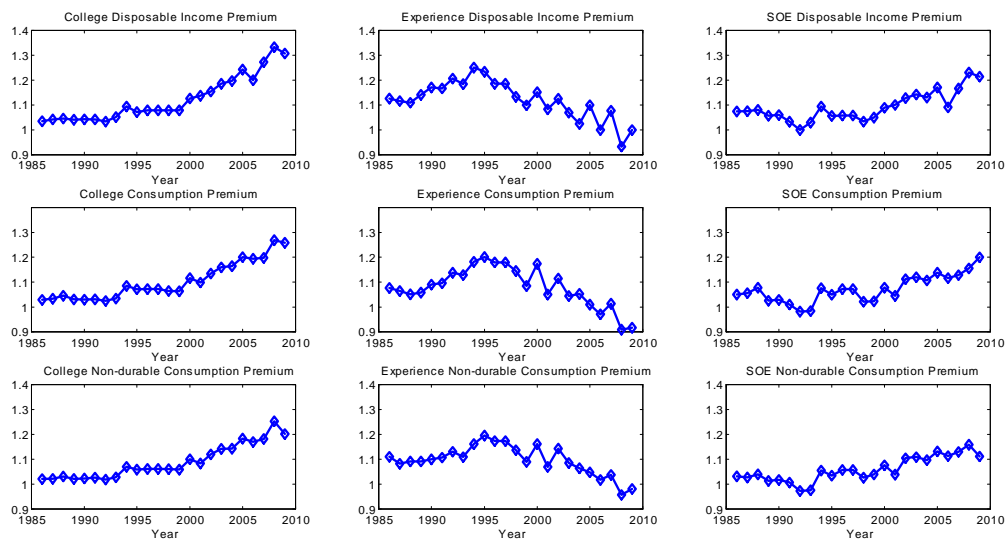 College Disposable Income Premium Experience Disposable Income Premium SOE Disposable Income Premium
1.4 1.4 1.4
1.3 1.3 1.3
1.2 1.2 1.2
1.1 1.1 1.1
1 1 1
0.9 0.9 0.9
1985 1990 1995 2000 2005 2010 1985 1990 1995 2000 2005 2010 1985 1990 1995 2000 2005 2010
Year Year Year
College Consumption Premium Experience Consumption Premium SOE Consumption Premium
1.3 1.3 1.3
1.2 1.2 1.2
1.1 1.1 1.1
1 1 1
0.9 0.9 0.9
1985 1990 1995 2000 2005 2010 1985 1990 1995 2000 2005 2010 1985 1990 1995 2000 2005 2010
Year Year Year
College Non-durable Consumption Premium Experience Non-durable Consumption Premium SOE Non-durable Consumption Premium
1.4 1.4 1.4
1.3 1.3 1.3
1.2 1.2 1.2
1.1 1.1 1.1
1 1 1
0.9 0.9 0.9
1985 1990 1995 2000 2005 2010 1985 1990 1995 2000 2005 2010 1985 1990 1995 2000 2005 2010
Year Year Year